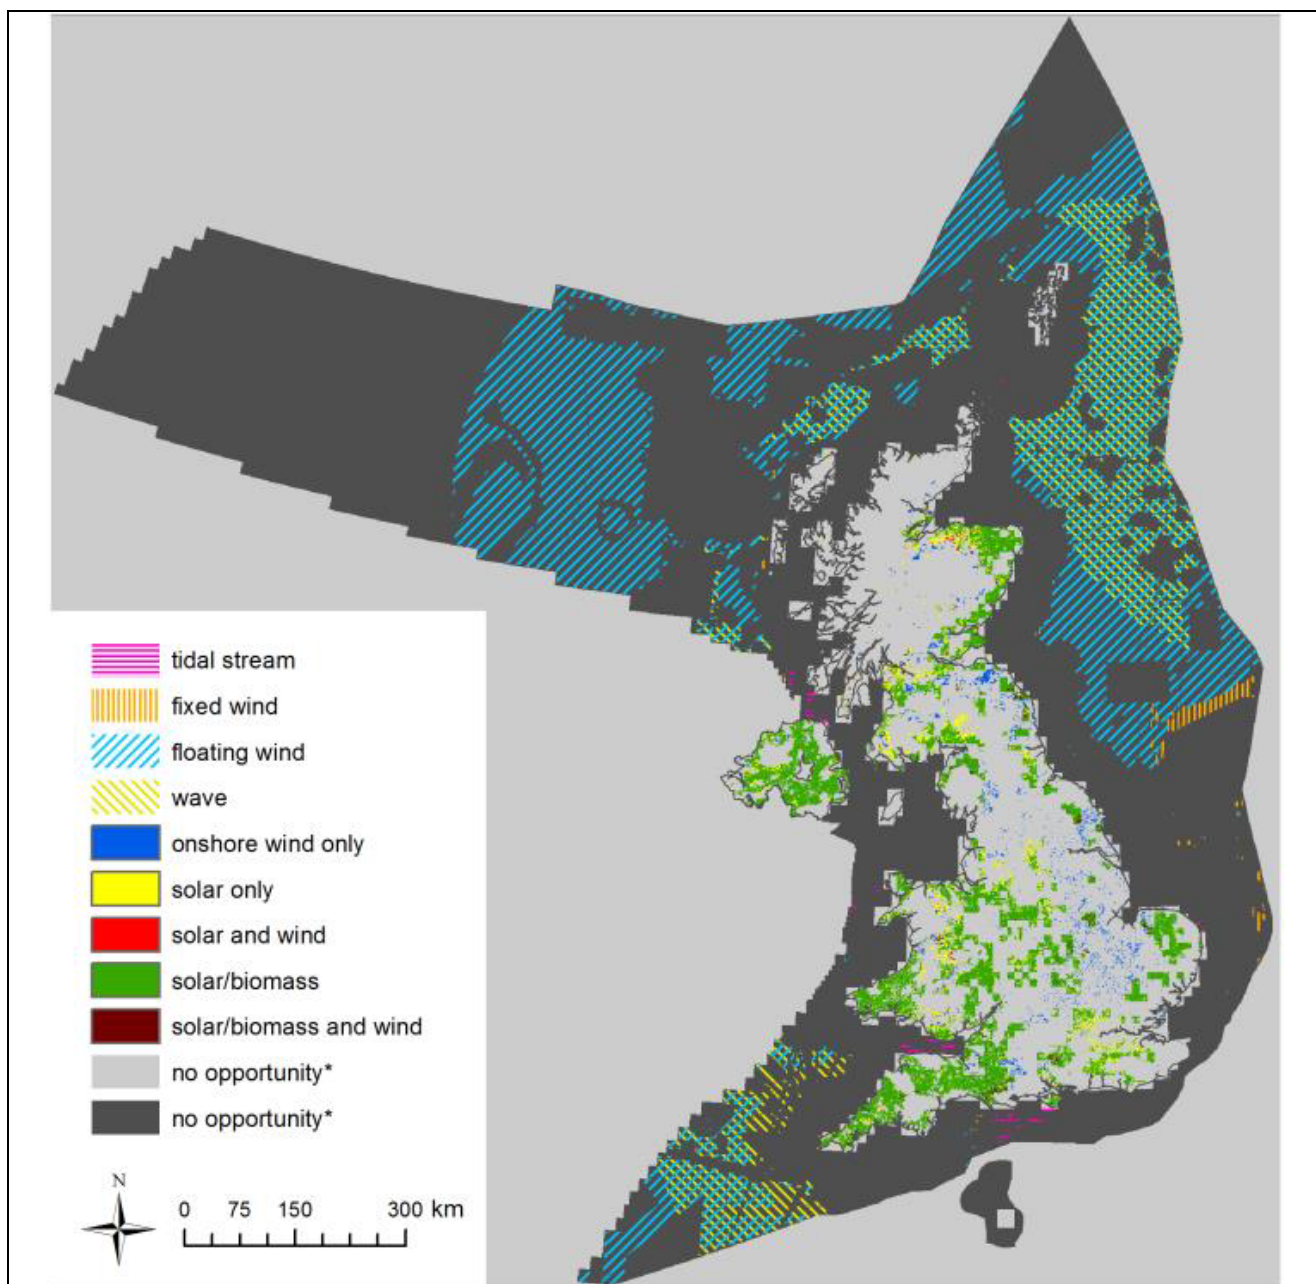 tidal stream
fixed wind
floating wind
wave
onshore wind only
solar only
solar and wind
solar/biomass
solar/biomass and wind
no opportunity*
no opportunity*
N
0 75 150 300 km